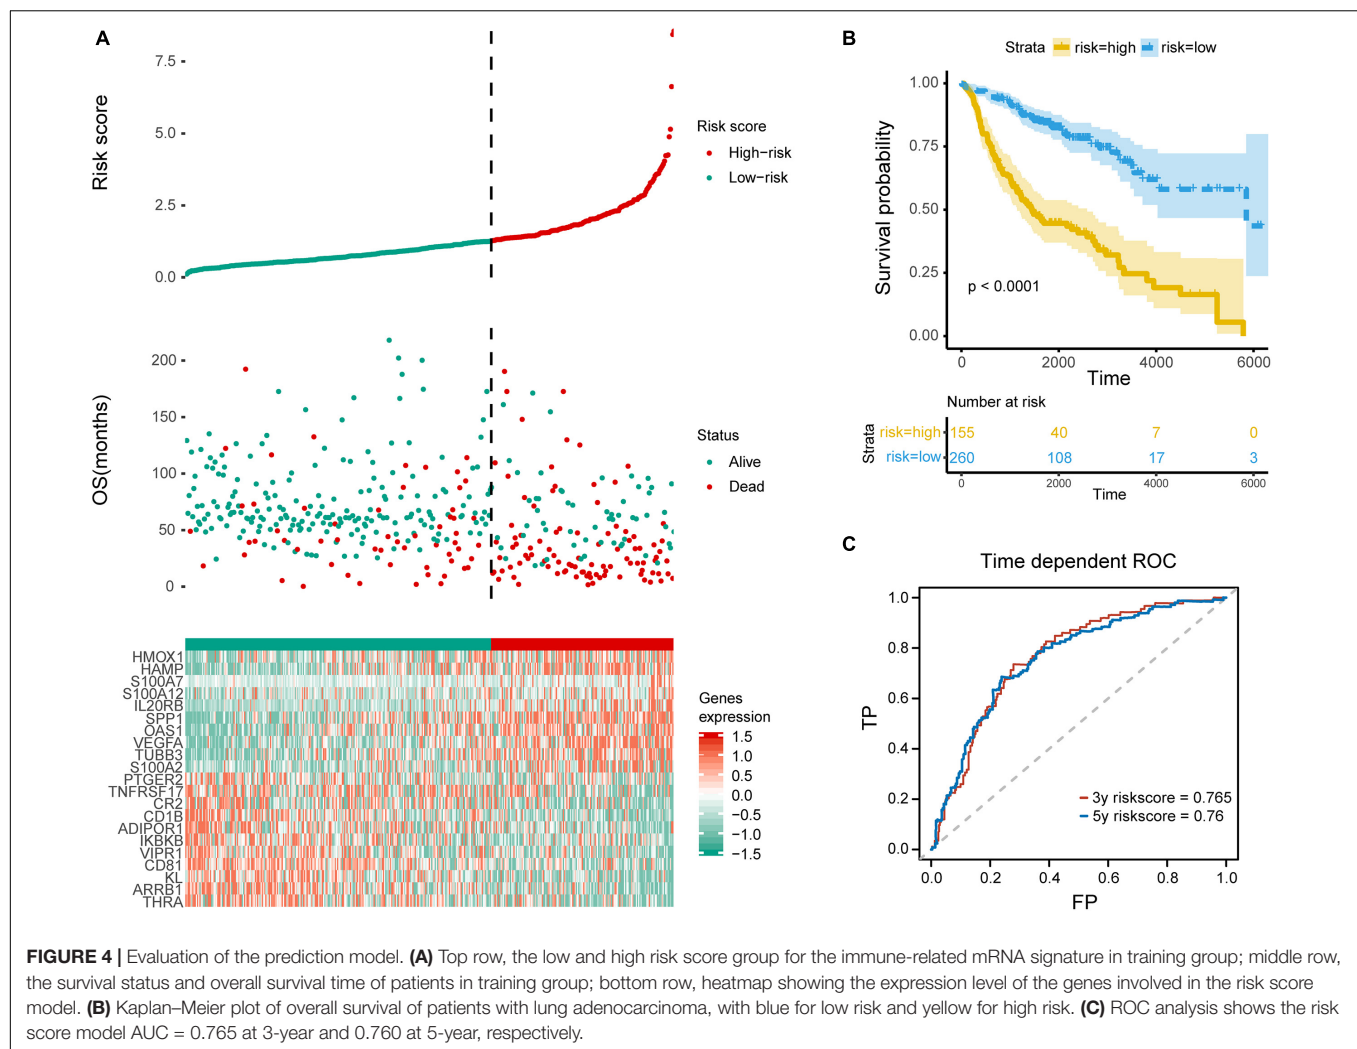 A
Risk score
7.5
5.0
2.5
0.0
Risk score
High−risk
Low−risk
OS(months)
200
150
100
50
0
Status
Alive
Dead
HMOX1
HAMP
S100A7
S100A12
IL20RB
SPP1
OAS1
VEGFA
TUBB3
S100A2
PTGER2
TNFRSF17
CR2
CD1B
ADIPOR1
IKBKB
VIPR1
CD81
KL
ARRB1
THRA
Genes
expression
1.5
1.0
0.5
0.0
−0.5
−1.0
−1.5
B
Strata risk=high risk=low
Survival probability
1.00
0.75
0.50
0.25
0.00
p < 0.0001
0 2000 4000 6000
Time
Number at risk
Strata
risk=high 155 40 7 0
risk=low 260 108 17 3
0 2000 4000 6000
Time
C
Time dependent ROC
TP
1.0
0.8
0.6
0.4
0.2
0.0
3y riskscore = 0.765
5y riskscore = 0.76
0.0 0.2 0.4 0.6 0.8 1.0
FP
FIGURE 4 | Evaluation of the prediction model. (A) Top row, the low and high risk score group for the immune-related mRNA signature in training group; middle row,
the survival status and overall survival time of patients in training group; bottom row, heatmap showing the expression level of the genes involved in the risk score
model. (B) Kaplan–Meier plot of overall survival of patients with lung adenocarcinoma, with blue for low risk and yellow for high risk. (C) ROC analysis shows the risk
score model AUC = 0.765 at 3-year and 0.760 at 5-year, respectively.